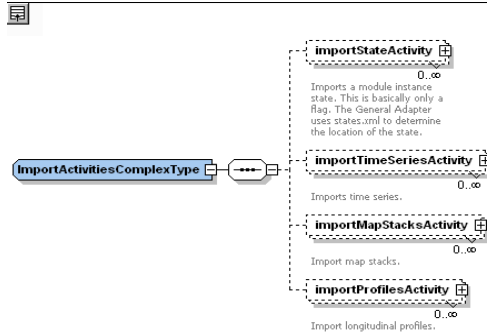 importStateActivity
0..∞
Imports a module instance
state. This is basically only a
flag. The General Adapter
uses states.xml to determine
the location of the state.
ImportActivitiesComplexType
importTimeSeriesActivity
0..∞
Imports time series.
importMapStacksActivity
0..∞
Import map stacks.
importProfilesActivity
0..∞
Import longitudinal profiles.